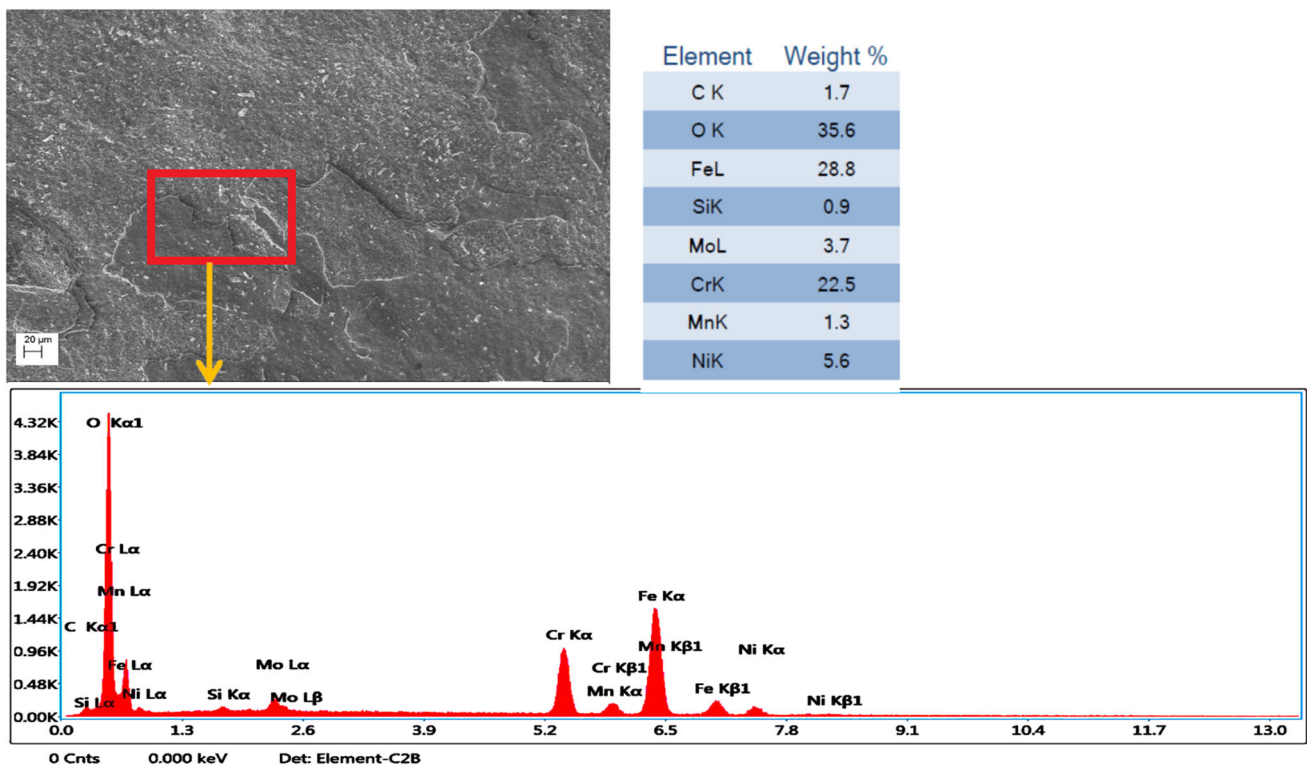 20 µm
Element Weight %
C K 1.7
O K 35.6
FeL 28.8
SiK 0.9
MoL 3.7
CrK 22.5
MnK 1.3
NiK 5.6
4.32K
3.84K
3.36K
2.88K
2.40K
1.92K
1.44K
0.96K
0.48K
0.00K
O Kα1
Cr Lα
Mn Lα
C Kα1
Fe Lα
Ni Lα
Si Lα
Si Kα
Mo Lα
Mo Lβ
Cr Kα
Cr Kβ1
Mn Kα
Fe Kα
Mn Kβ1
Fe Kβ1
Ni Kα
Ni Kβ1
0.0 1.3 2.6 3.9 5.2 6.5 7.8 9.1 10.4 11.7 13.0
0 Cnts 0.000 keV Det: Element-C2B